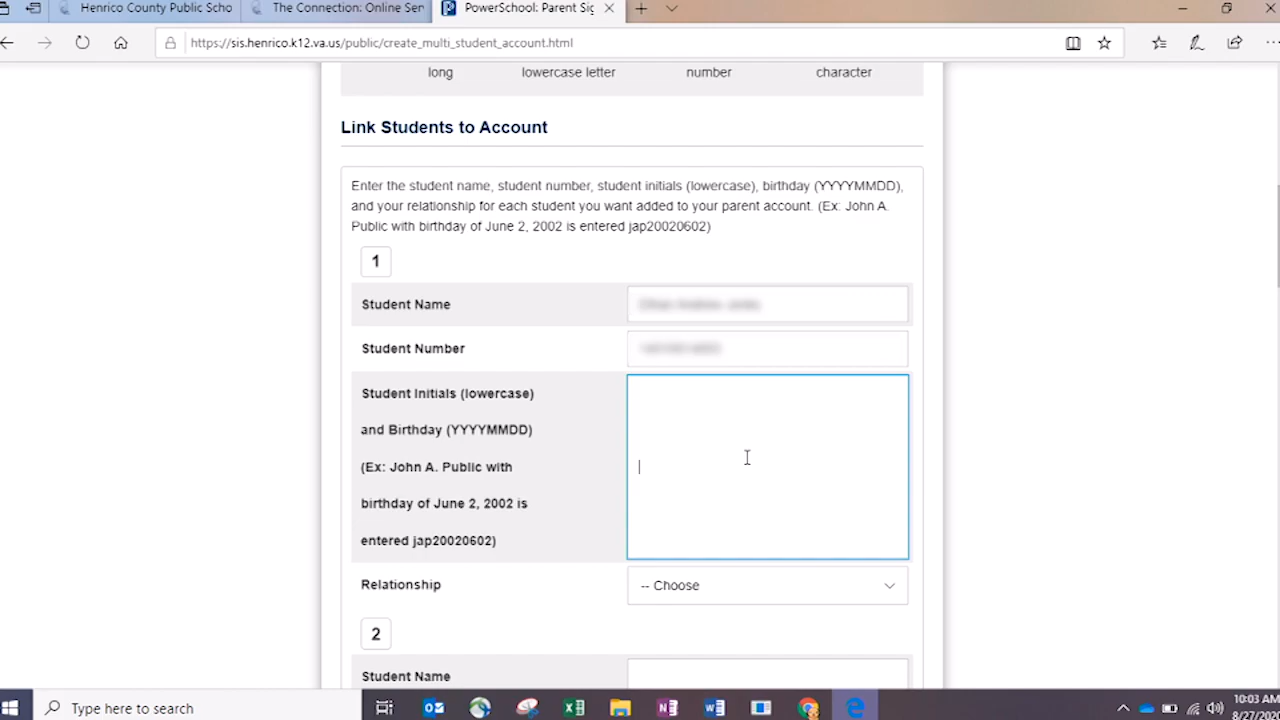 Henrico County Public Scho
The Connection: Online Ser
PowerSchool: Parent Sig
https://sis.henrico.k12.va.us/public/create_multi_student_account.html
long lowercase letter number character
Link Students to Account
Enter the student name, student number, student initials (lowercase), birthday (YYYYMMDD),
and your relationship for each student you want added to your parent account. (Ex: John A.
Public with birthday of June 2, 2002 is entered jap20020602)
1
Student Name
Student Number
Student Initials (lowercase)
and Birthday (YYYYMMDD)
(Ex: John A. Public with
birthday of June 2, 2002 is
entered jap20020602)
Relationship -- Choose
2
Student Name
Type here to search
10:03 AM